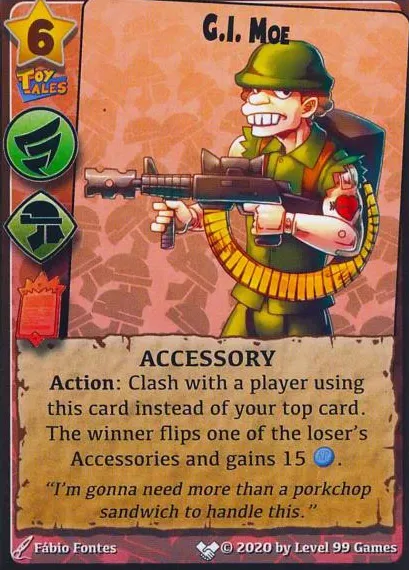 6
G.I. MOE
TOY
TALES
ACCESSORY
Action: Clash with a player using
this card instead of your top card.
The winner flips one of the loser's
Accessories and gains 15 .
"I'm gonna need more than a porkchop
sandwich to handle this."
Fábio Fontes
© 2020 by Level 99 Games